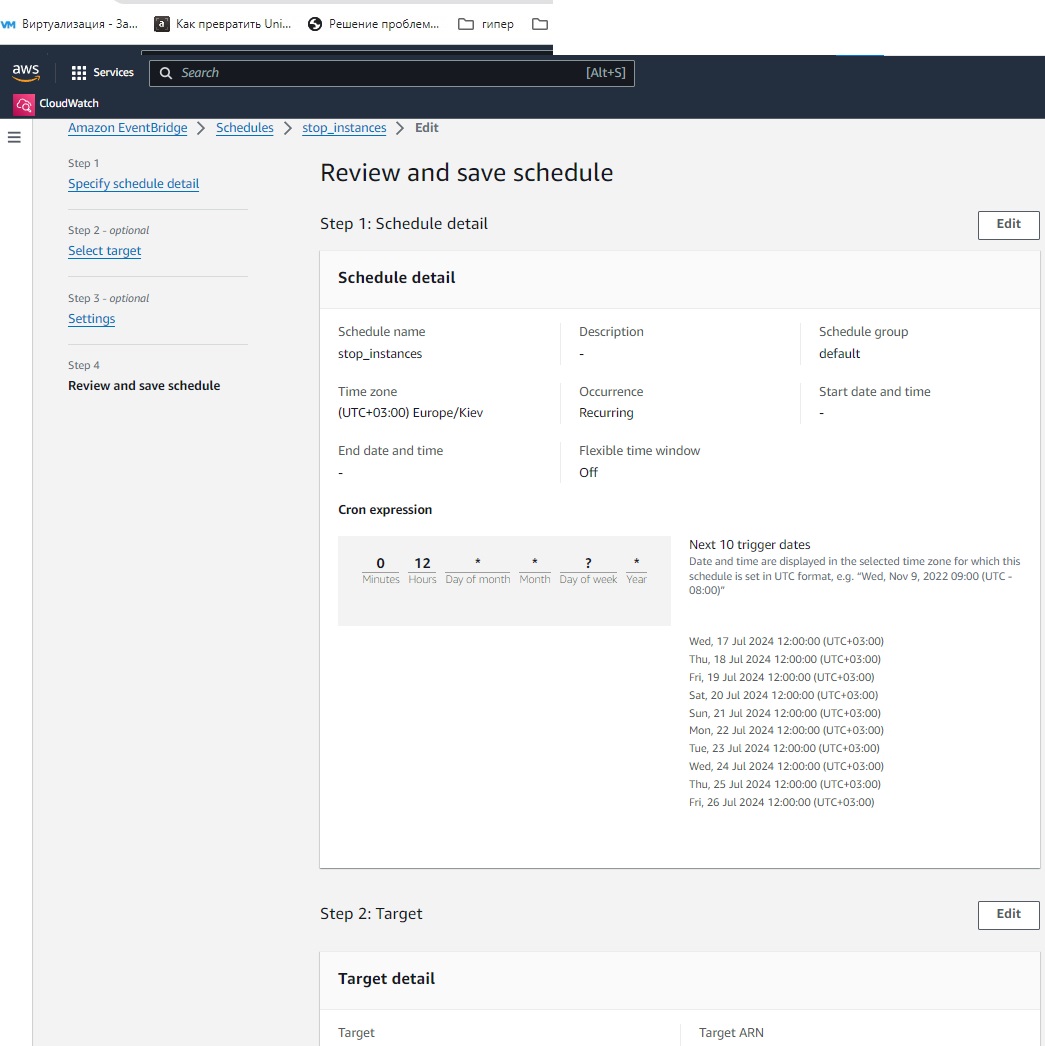 vm Виртуализация - За...
a Как превратить Uni...
Решение проблем...
гипер
aws
Services
Search [Alt+S]
CloudWatch
Amazon EventBridge > Schedules > stop_instances > Edit
Step 1
Specify schedule detail
Step 2 - optional
Select target
Step 3 - optional
Settings
Step 4
Review and save schedule
Review and save schedule
Step 1: Schedule detail
Edit
Schedule detail
Schedule name
stop_instances
Description
-
Schedule group
default
Time zone
(UTC+03:00) Europe/Kiev
Occurrence
Recurring
Start date and time
-
End date and time
-
Flexible time window
Off
Cron expression
0 12 * * ? *
Minutes Hours Day of month Month Day of week Year
Next 10 trigger dates
Date and time are displayed in the selected time zone for which this
schedule is set in UTC format, e.g. “Wed, Nov 9, 2022 09:00 (UTC -
08:00)”
Wed, 17 Jul 2024 12:00:00 (UTC+03:00)
Thu, 18 Jul 2024 12:00:00 (UTC+03:00)
Fri, 19 Jul 2024 12:00:00 (UTC+03:00)
Sat, 20 Jul 2024 12:00:00 (UTC+03:00)
Sun, 21 Jul 2024 12:00:00 (UTC+03:00)
Mon, 22 Jul 2024 12:00:00 (UTC+03:00)
Tue, 23 Jul 2024 12:00:00 (UTC+03:00)
Wed, 24 Jul 2024 12:00:00 (UTC+03:00)
Thu, 25 Jul 2024 12:00:00 (UTC+03:00)
Fri, 26 Jul 2024 12:00:00 (UTC+03:00)
Step 2: Target
Edit
Target detail
Target
Target ARN